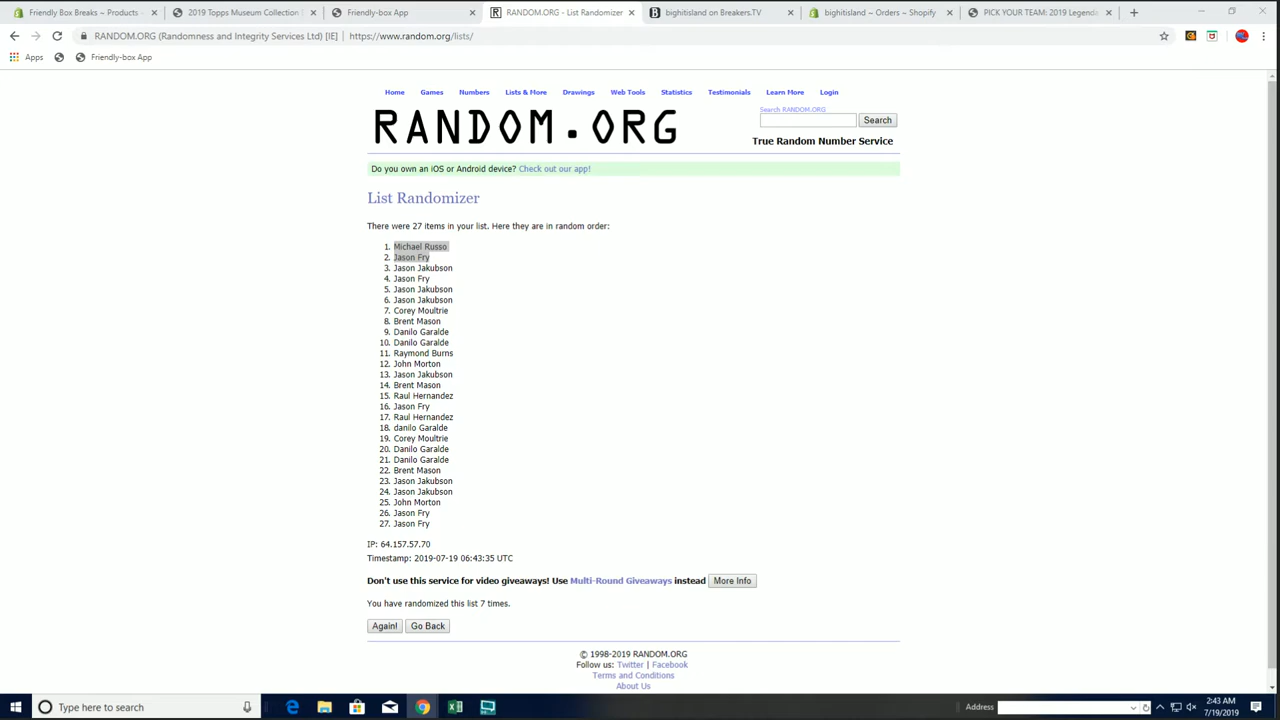 Friendly Box Breaks ~ Products ~
2019 Topps Museum Collection
Friendly-box App
RANDOM.ORG - List Randomizer
bighitisland on Breakers.TV
bighitisland ~ Orders ~ Shopify
PICK YOUR TEAM: 2019 Legenda
RANDOM.ORG (Randomness and Integrity Services Ltd) [IE] | https://www.random.org/lists/
Apps
Friendly-box App
Home Games Numbers Lists & More Drawings Web Tools Statistics Testimonials Learn More Login
Search RANDOM.ORG
RANDOM.ORG
Search
True Random Number Service
Do you own an iOS or Android device? Check out our app!
List Randomizer
There were 27 items in your list. Here they are in random order:
1. Michael Russo
2. Jason Fry
3. Jason Jakubson
4. Jason Fry
5. Jason Jakubson
6. Jason Jakubson
7. Corey Moultrie
8. Brent Mason
9. Danilo Garalde
10. Danilo Garalde
11. Raymond Burns
12. John Morton
13. Jason Jakubson
14. Brent Mason
15. Raul Hernandez
16. Jason Fry
17. Raul Hernandez
18. danilo Garalde
19. Corey Moultrie
20. Danilo Garalde
21. Danilo Garalde
22. Brent Mason
23. Jason Jakubson
24. Jason Jakubson
25. John Morton
26. Jason Fry
27. Jason Fry
IP: 64.157.57.70
Timestamp: 2019-07-19 06:43:35 UTC
Don't use this service for video giveaways! Use Multi-Round Giveaways instead More Info
You have randomized this list 7 times.
Again! Go Back
© 1998-2019 RANDOM.ORG
Follow us: Twitter | Facebook
Terms and Conditions
About Us
Type here to search
Address
2:43 AM
7/19/2019